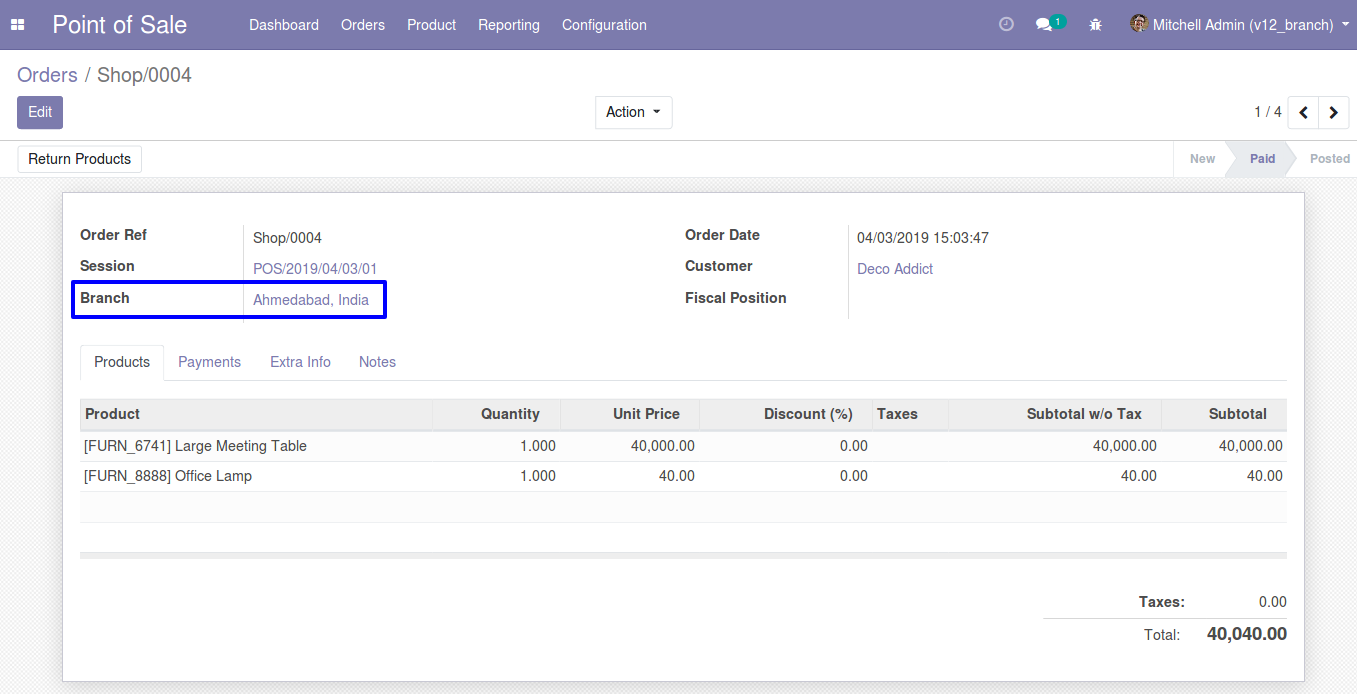 Point of Sale Dashboard Orders Product Reporting Configuration 1 Mitchell Admin (v12_branch)
Orders / Shop/0004
Edit Action 1 / 4
Return Products New Paid Posted
Order Ref Shop/0004 Order Date 04/03/2019 15:03:47
Session POS/2019/04/03/01 Customer Deco Addict
Branch Ahmedabad, India Fiscal Position
Products Payments Extra Info Notes
Product Quantity Unit Price Discount (%) Taxes Subtotal w/o Tax Subtotal
[FURN_6741] Large Meeting Table 1.000 40,000.00 0.00 40,000.00 40,000.00
[FURN_8888] Office Lamp 1.000 40.00 0.00 40.00 40.00
Taxes: 0.00
Total: 40,040.00